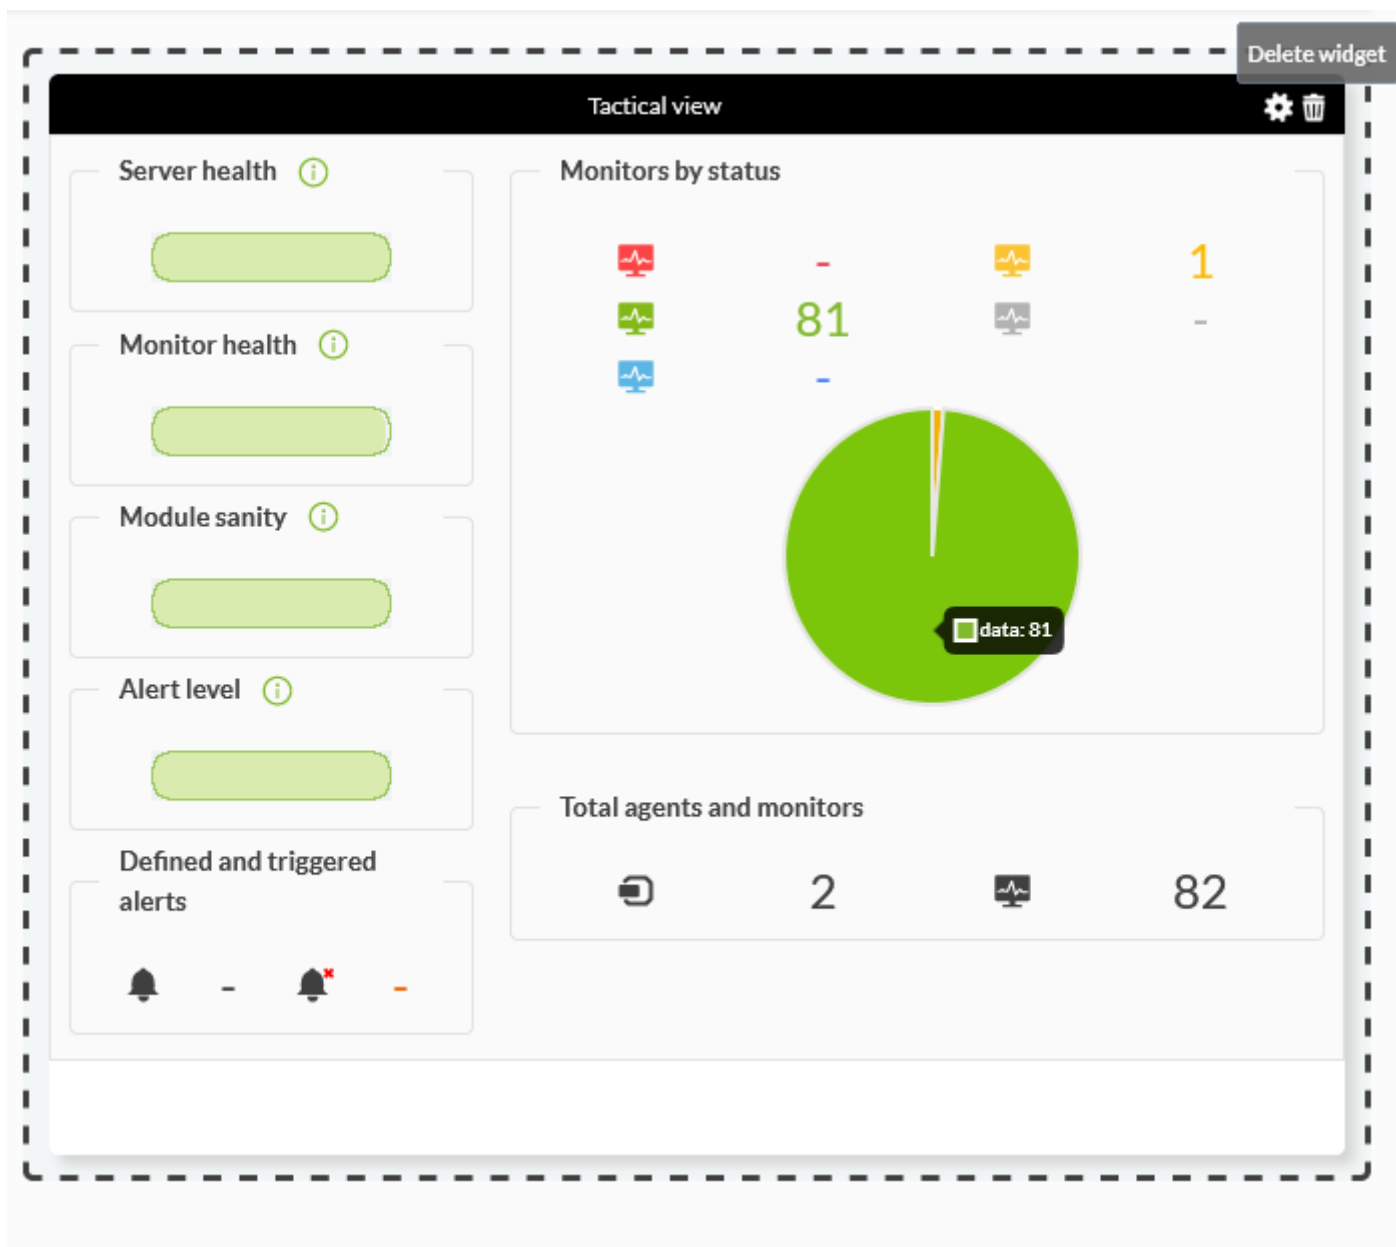 Delete widget
Tactical view
Server health
Monitor health
Module sanity
Alert level
Defined and triggered
alerts
- -
Monitors by status
- 1
81 -
-
data: 81
Total agents and monitors
2 82